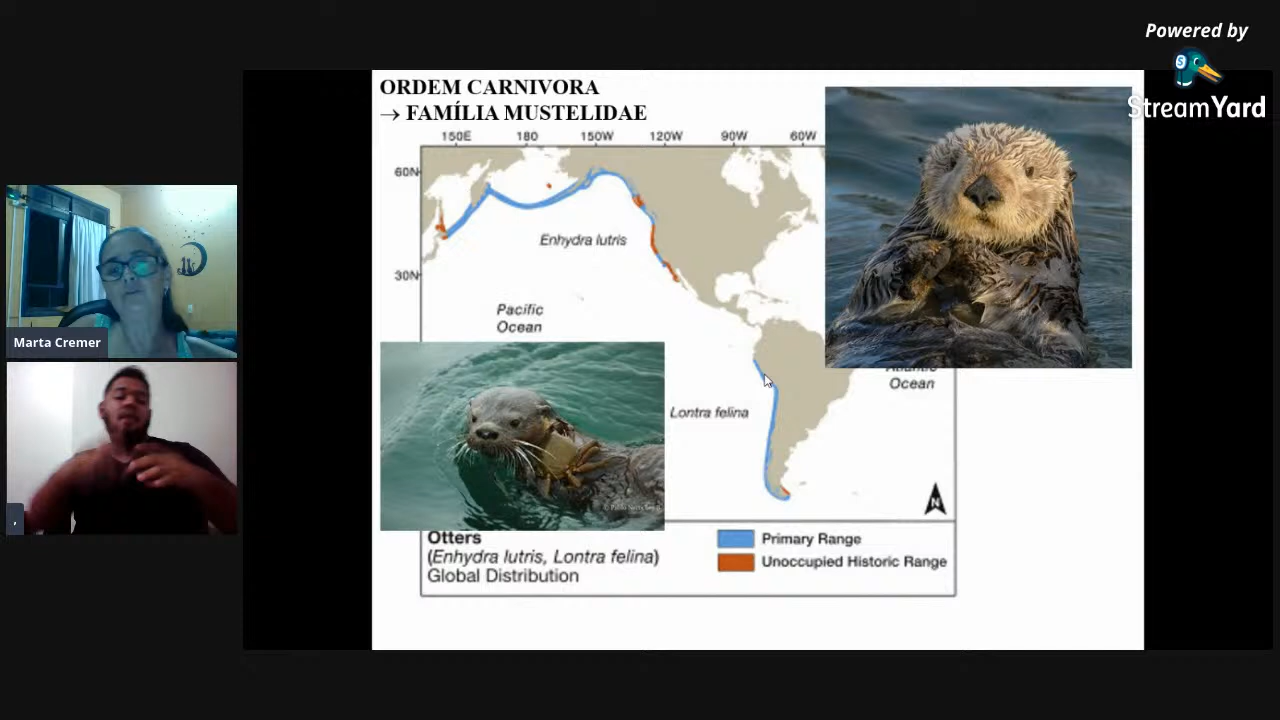 Powered by
StreamYard
ORDEM CARNIVORA
→ FAMÍLIA MUSTELIDAE
150E 180 150W 120W 90W 60W
60N
Enhydra lutris
30N
Pacific
Ocean
Marta Cremer
Atlantic
Ocean
Lontra felina
N
,
Otters
(Enhydra lutris, Lontra felina)
Global Distribution
Primary Range
Unoccupied Historic Range